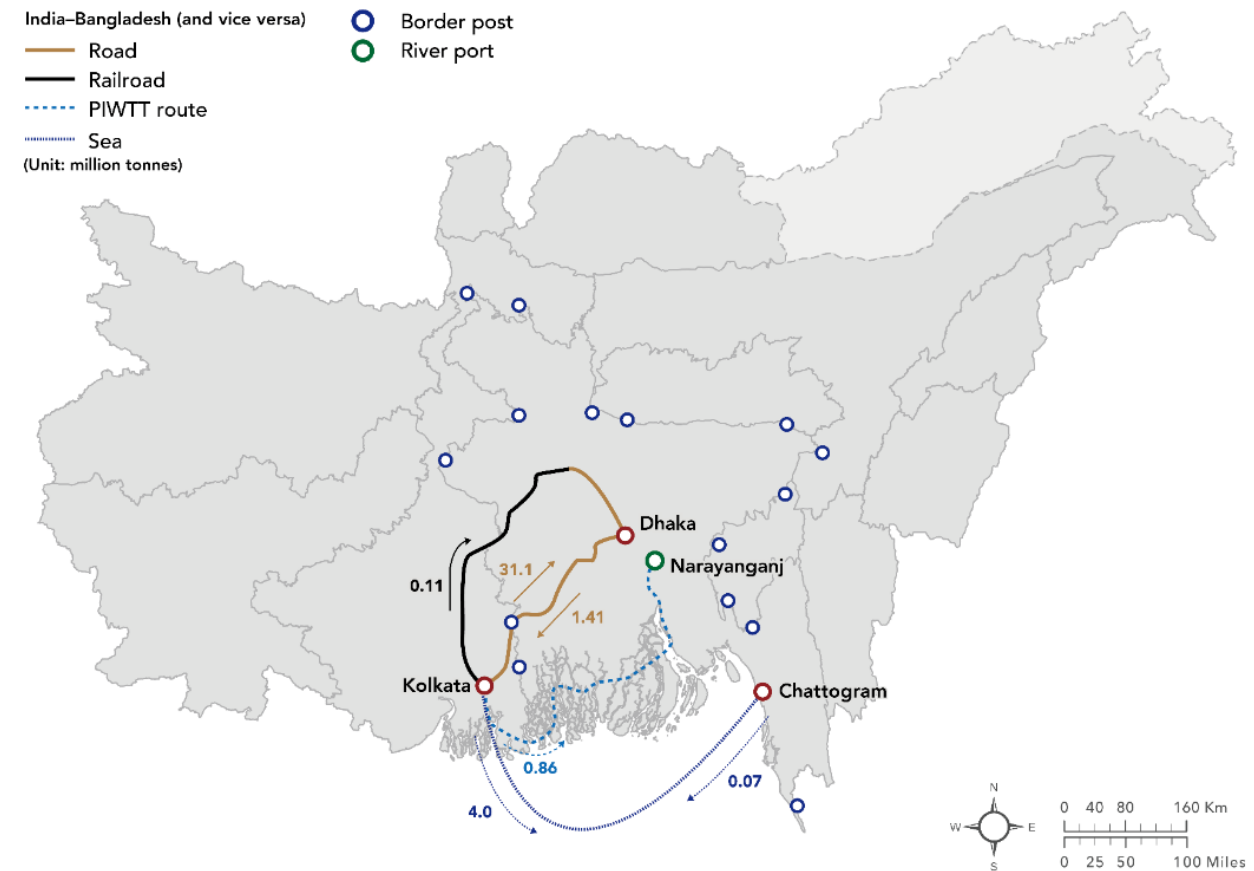 India–Bangladesh (and vice versa)
Road
Railroad
PIWTT route
Sea
(Unit: million tonnes)
Border post
River port
Dhaka
Narayanganj
31.1
0.11
1.41
Kolkata
Chattogram
0.86
0.07
4.0
N
W
E
S
0 40 80 160 Km
0 25 50 100 Miles